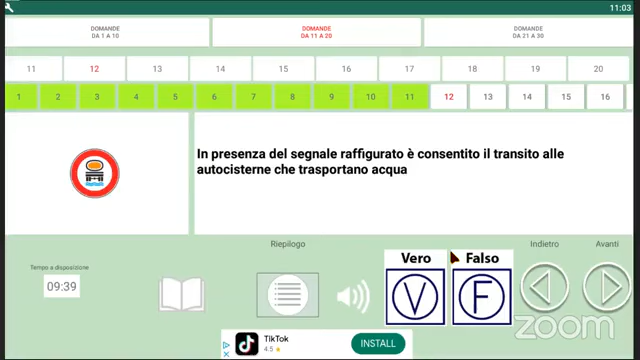 11:03
DOMANDE
DA 1 A 10
DOMANDE
DA 11 A 20
DOMANDE
DA 21 A 30
11 12 13 14 15 16 17 18 19 20
1 2 3 4 5 6 7 8 9 10 11 12 13 14 15 16
In presenza del segnale raffigurato è consentito il transito alle
autocisterne che trasportano acqua
Riepilogo
Indietro
Avanti
Tempo a disposizione
09:39
Vero
Falso
V
F
TikTok
4.5
INSTALL
zoom